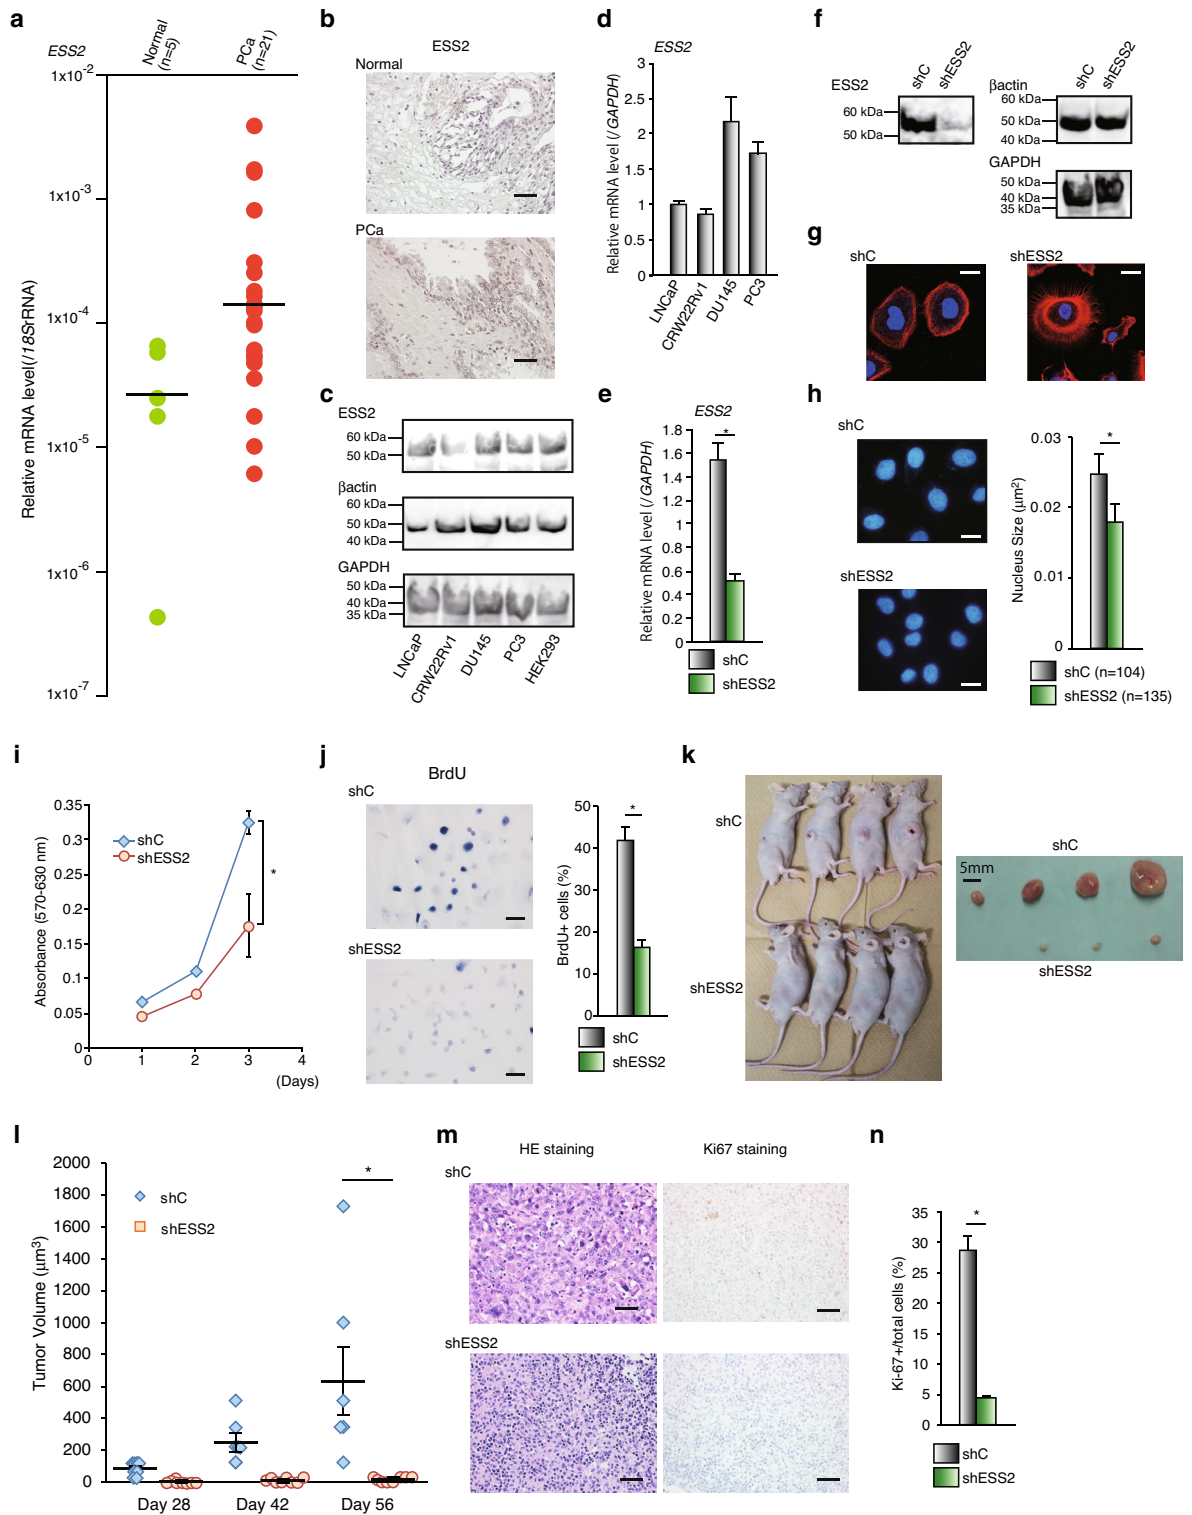 a
ESS2
Normal
(n=5)
PCa
(n=21)
Relative mRNA level(/18SrRNA)
1x10-2
1x10-3
1x10-4
1x10-5
1x10-6
1x10-7
b
ESS2
Normal
PCa
c
ESS2
60 kDa
50 kDa
βactin
60 kDa
50 kDa
40 kDa
GAPDH
50 kDa
40 kDa
35 kDa
LNCaP
CRW22Rv1
DU145
PC3
HEK293
d
ESS2
Relative mRNA level (/GAPDH)
3
2.5
2
1.5
1
0.5
0
LNCaP
CRW22Rv1
DU145
PC3
e
ESS2
Relative mRNA level (/GAPDH)
1.8
1.6
1.4
1.2
1
0.8
0.6
0.4
0.2
0
*
shC
shESS2
f
ESS2
shC
shESS2
60 kDa
50 kDa
βactin
shC
shESS2
60 kDa
50 kDa
40 kDa
GAPDH
50 kDa
40 kDa
35 kDa
g
shC
shESS2
h
shC
shESS2
Nucleus Size (μm2)
0.03
0.02
0.01
0
*
shC (n=104)
shESS2 (n=135)
i
Absorbance (570-630 nm)
0.35
0.3
0.25
0.2
0.15
0.1
0.05
0
shC
shESS2
*
0 1 2 3 4
(Days)
j
BrdU
shC
shESS2
BrdU+ cells (%)
50
40
30
20
10
0
*
shC
shESS2
k
shC
shESS2
shC
5mm
shESS2
l
Tumor Volume (μm3)
2000
1800
1600
1400
1200
1000
800
600
400
200
0
shC
shESS2
*
Day 28 Day 42 Day 56
m
HE staining Ki67 staining
shC
shESS2
n
Ki-67+/total cells (%)
35
30
25
20
15
10
5
0
*
shC
shESS2